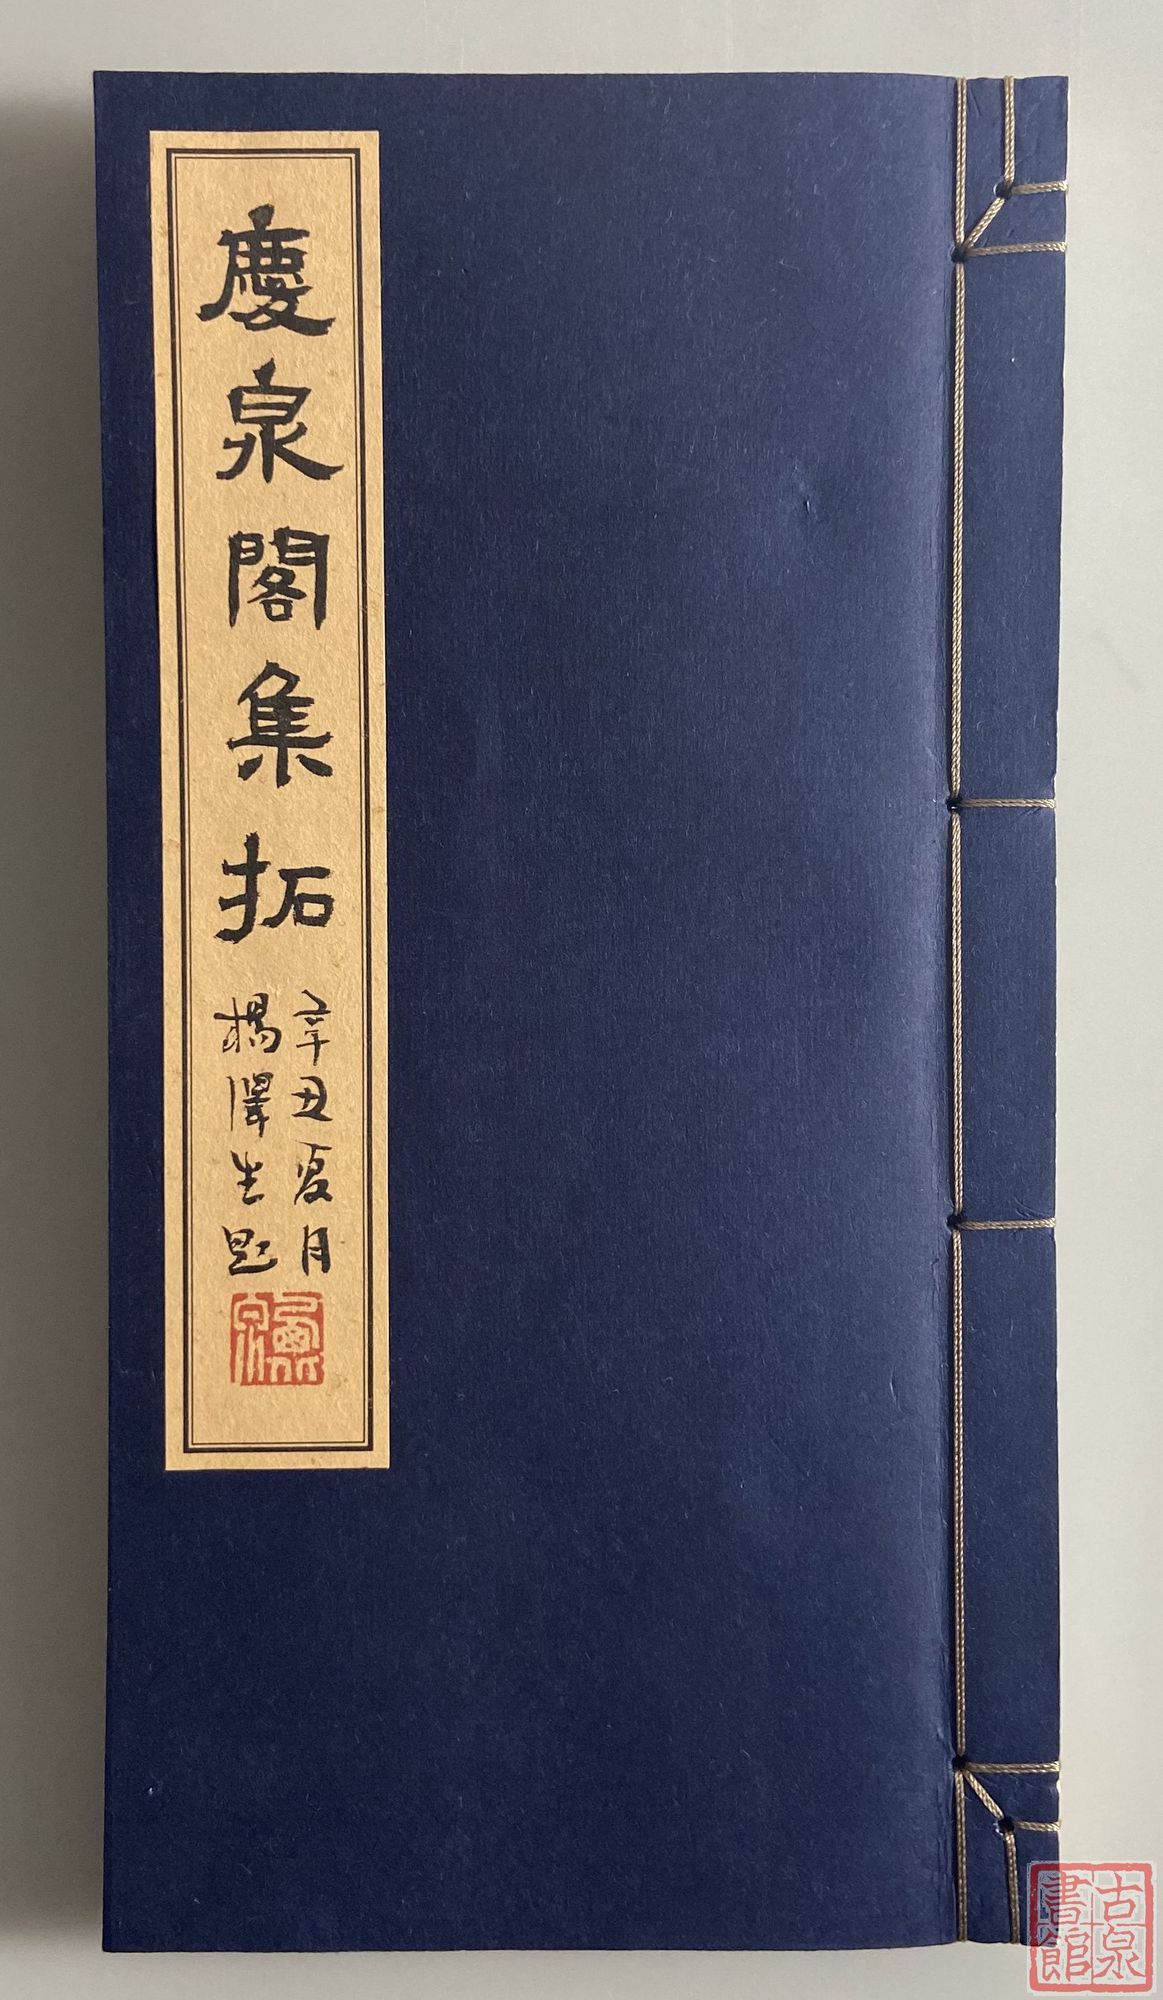 慶泉閣集拓
辛丑夏月
楊澤生題
古泉
書館